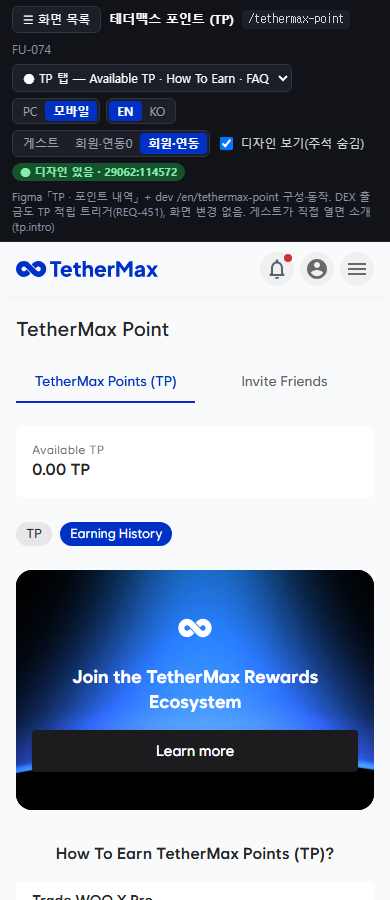 ☰ 화면 목록 테더맥스 포인트 (TP) /tethermax-point
FU-074
● TP 탭 — Available TP · How To Earn · FAQ
PC 모바일 EN KO
게스트 회원·연동0 회원·연동 디자인 보기(주석 숨김)
● 디자인 있음 · 29062:114572
Figma 「TP · 포인트 내역」 + dev /en/tethermax-point 구성·동작. DEX 출
금도 TP 적립 트리거(REQ-451), 화면 변경 없음. 게스트가 직접 열면 소개
(tp.intro)
TetherMax
TetherMax Point
TetherMax Points (TP) Invite Friends
Available TP
0.00 TP
TP Earning History
Join the TetherMax Rewards
Ecosystem
Learn more
How To Earn TetherMax Points (TP)?
Trade WOO X Pro